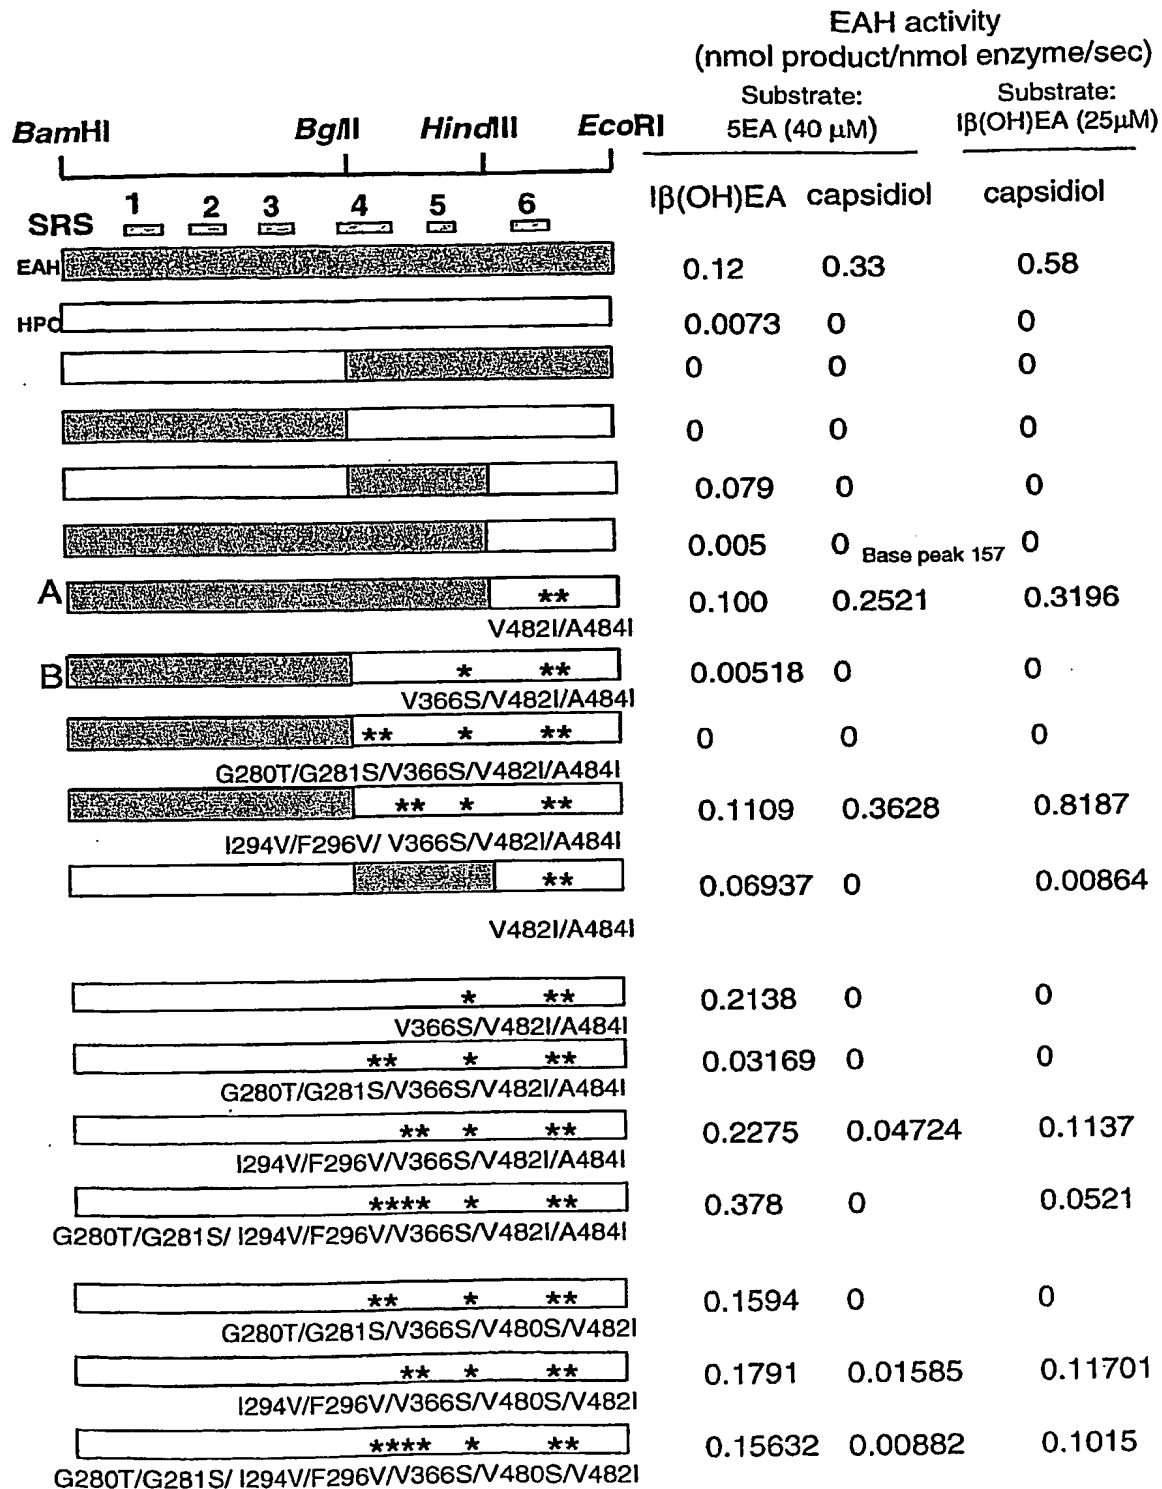 EAH activity
(nmol product/nmol enzyme/sec)
Substrate: Substrate:
5EA (40 μM) Iβ(OH)EA (25μM)
BamHI BglII HindIII EcoRI
Iβ(OH)EA capsidiol capsidiol
1 2 3 4 5 6
SRS
EAH 0.12 0.33 0.58
HPO 0.0073 0 0
0 0 0
0 0 0
0.079 0 0
0.005 0 Base peak 157 0
A ** 0.100 0.2521 0.3196
V482I/A484I
B * ** 0.00518 0 0
V366S/V482I/A484I
** * ** 0 0 0
G280T/G281S/V366S/V482I/A484I
** * ** 0.1109 0.3628 0.8187
I294V/F296V/ V366S/V482I/A484I
** 0.06937 0 0.00864
V482I/A484I
* ** 0.2138 0 0
V366S/V482I/A484I
** * ** 0.03169 0 0
G280T/G281S/V366S/V482I/A484I
** * ** 0.2275 0.04724 0.1137
I294V/F296V/V366S/V482I/A484I
**** * ** 0.378 0 0.0521
G280T/G281S/ I294V/F296V/V366S/V482I/A484I
** * ** 0.1594 0 0
G280T/G281S/V366S/V480S/V482I
** * ** 0.1791 0.01585 0.11701
I294V/F296V/V366S/V480S/V482I
**** * ** 0.15632 0.00882 0.1015
G280T/G281S/ I294V/F296V/V366S/V480S/V482I